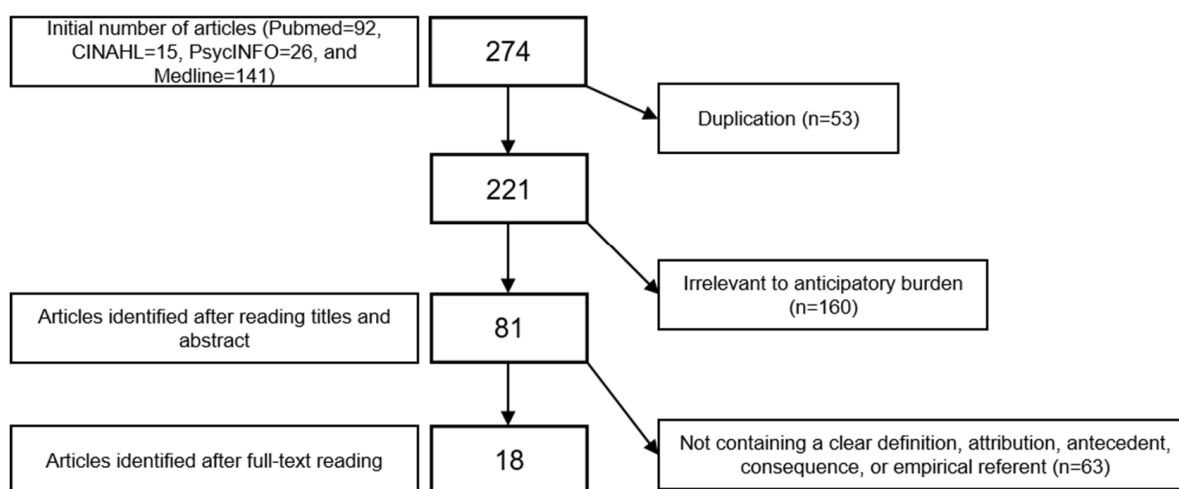 Initial number of articles (Pubmed=92,
CINAHL=15, PsycINFO=26, and
Medline=141)
274
Duplication (n=53)
221
Irrelevant to anticipatory burden
(n=160)
Articles identified after reading titles and
abstract
81
Articles identified after full-text reading
18
Not containing a clear definition, attribution, antecedent,
consequence, or empirical referent (n=63)